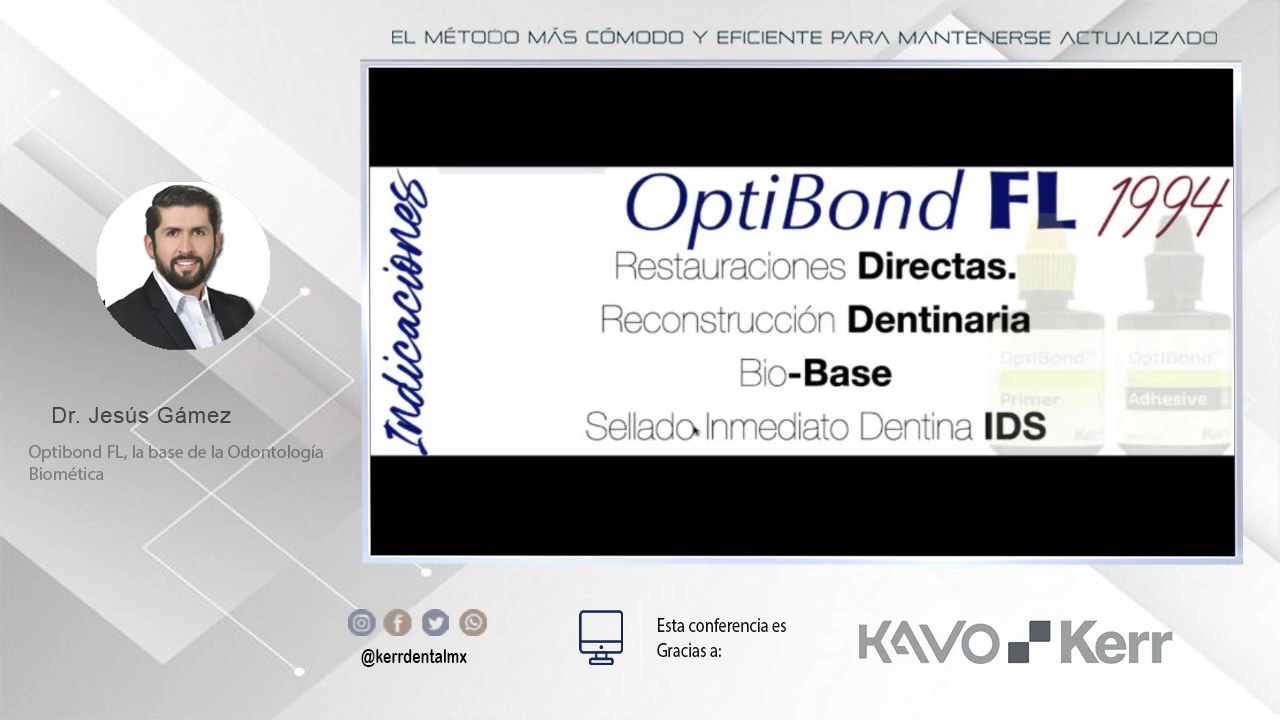 EL MÉTODO MÁS CÓMODO Y EFICIENTE PARA MANTENERSE ACTUALIZADO
Indicaciones
OptiBond FL 1994
Restauraciones Directas.
Reconstrucción Dentinaria
Bio-Base
Sellado Inmediato Dentina IDS
OptiBond
Primer
Kerr
OptiBond
Adhesive
Dr. Jesús Gámez
Optibond FL, la base de la Odontología
Biomética
@kerrdentalmx
Esta conferencia es
Gracias a:
KAVO Kerr